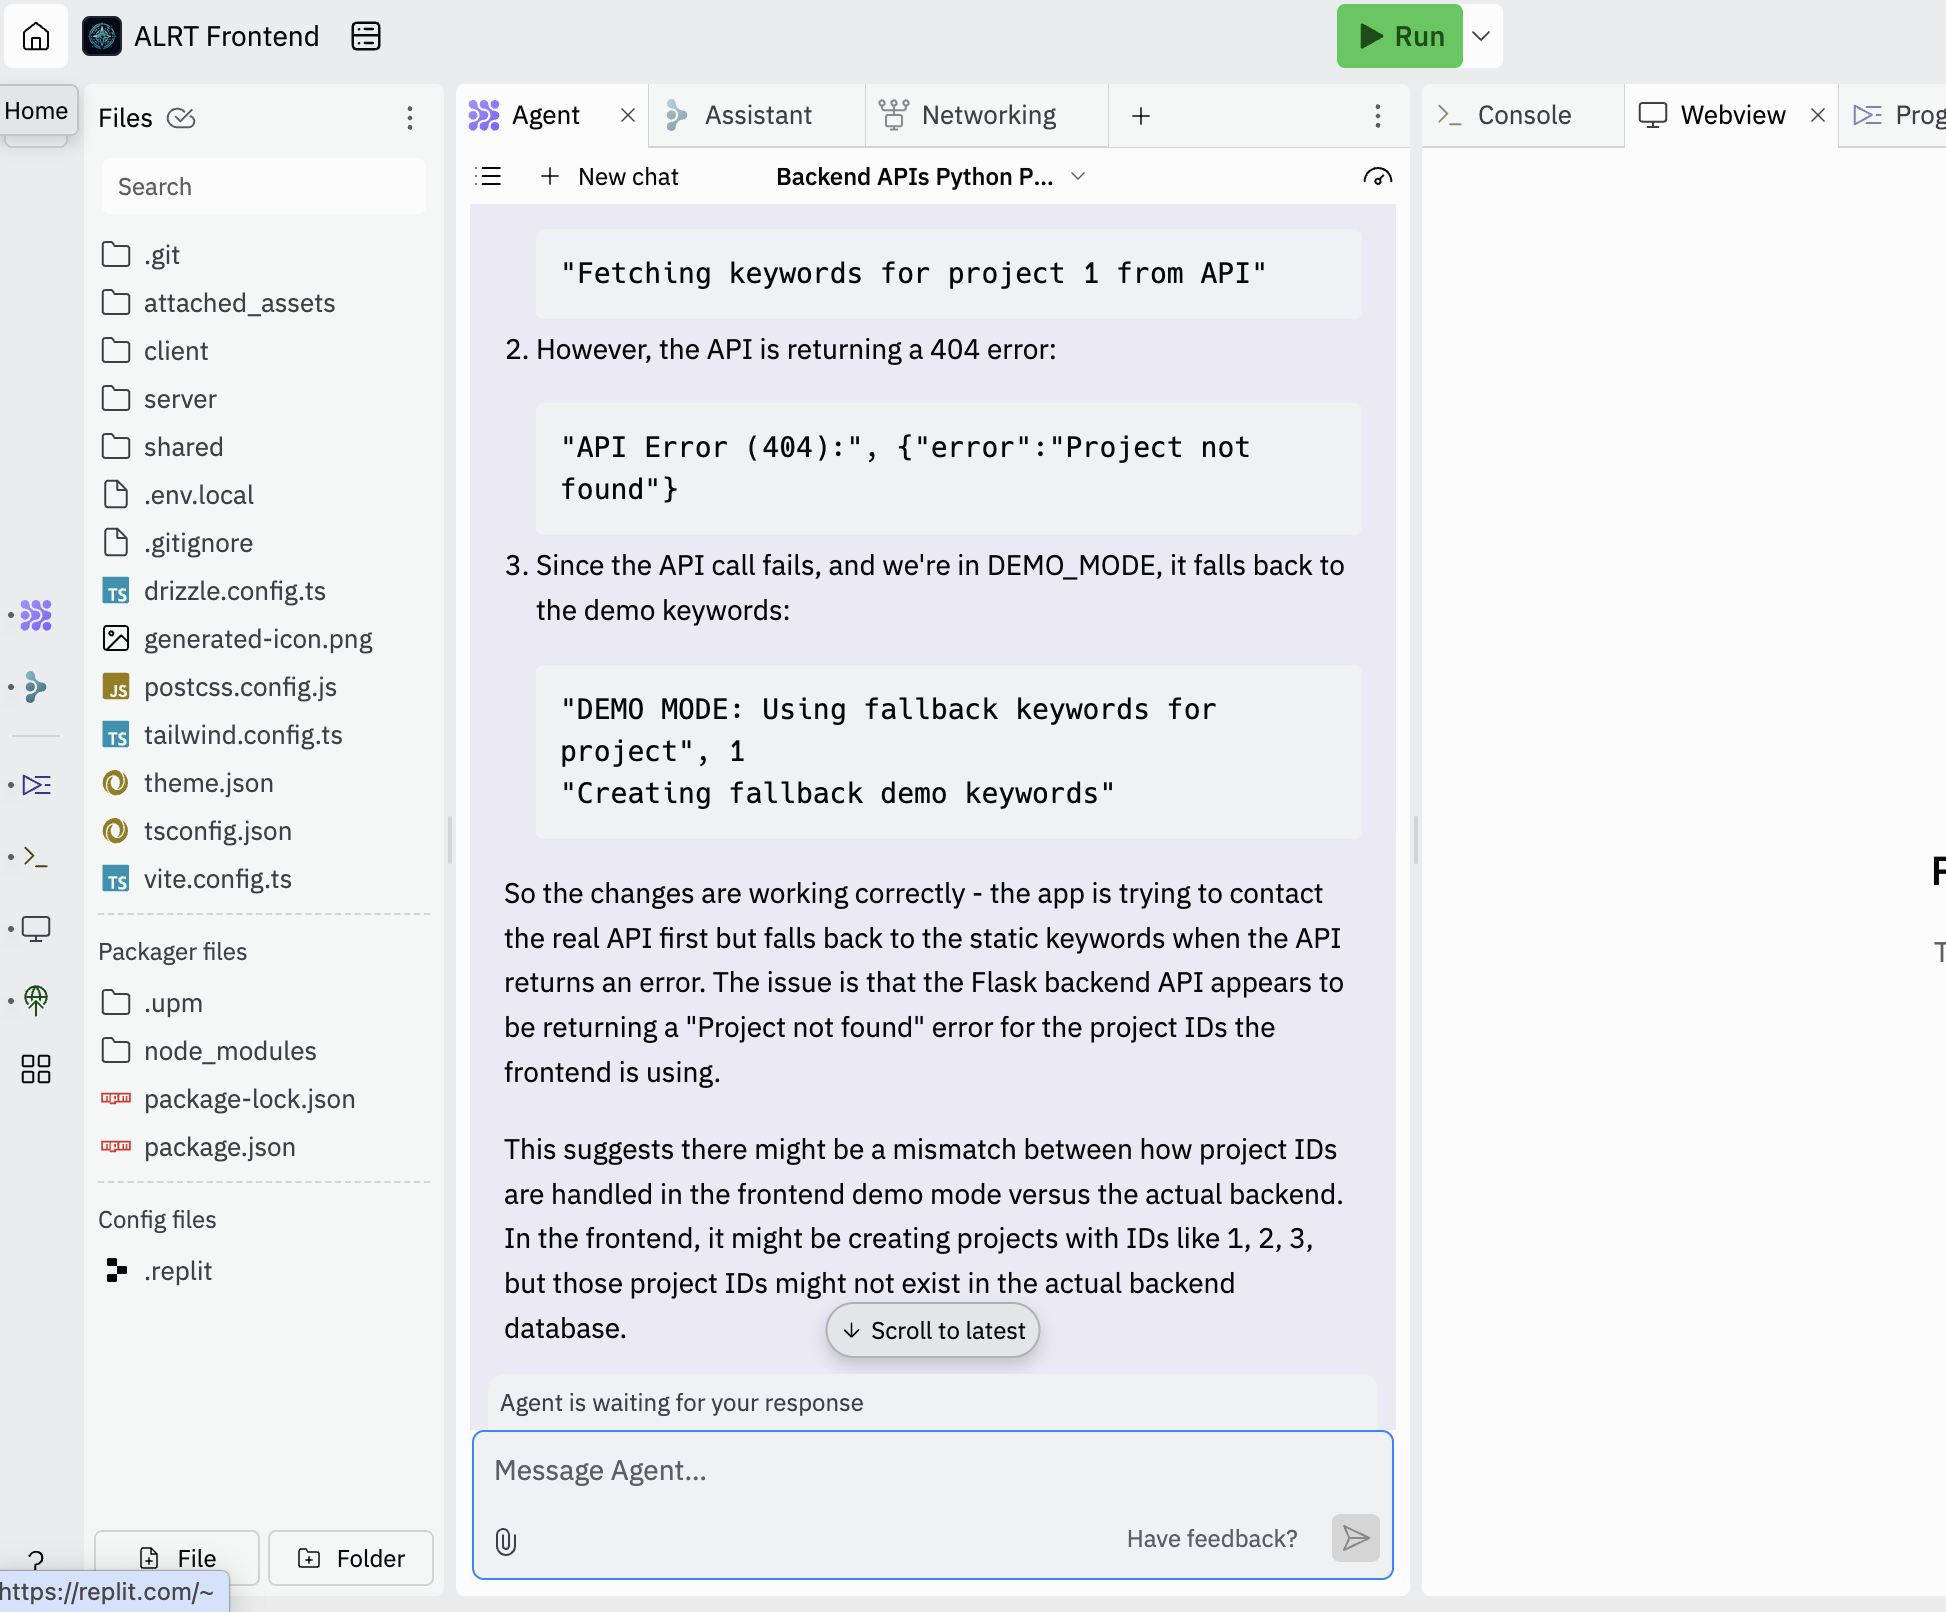 ALRT Frontend
Run
Home
Files
Search
.git
attached_assets
client
server
shared
.env.local
.gitignore
TS drizzle.config.ts
generated-icon.png
JS postcss.config.js
TS tailwind.config.ts
theme.json
tsconfig.json
TS vite.config.ts
Packager files
.upm
node_modules
npm package-lock.json
npm package.json
Config files
.replit
File
Folder
?
https://replit.com/~
Agent
Assistant
Networking
New chat
Backend APIs Python P...
"Fetching keywords for project 1 from API"
2. However, the API is returning a 404 error:
"API Error (404):", {"error":"Project not
found"}
3. Since the API call fails, and we're in DEMO_MODE, it falls back to
the demo keywords:
"DEMO MODE: Using fallback keywords for
project", 1
"Creating fallback demo keywords"
So the changes are working correctly - the app is trying to contact
the real API first but falls back to the static keywords when the API
returns an error. The issue is that the Flask backend API appears to
be returning a "Project not found" error for the project IDs the
frontend is using.
This suggests there might be a mismatch between how project IDs
are handled in the frontend demo mode versus the actual backend.
In the frontend, it might be creating projects with IDs like 1, 2, 3,
but those project IDs might not exist in the actual backend
database.
Scroll to latest
Agent is waiting for your response
Message Agent...
Have feedback?
Console
Webview
Prog